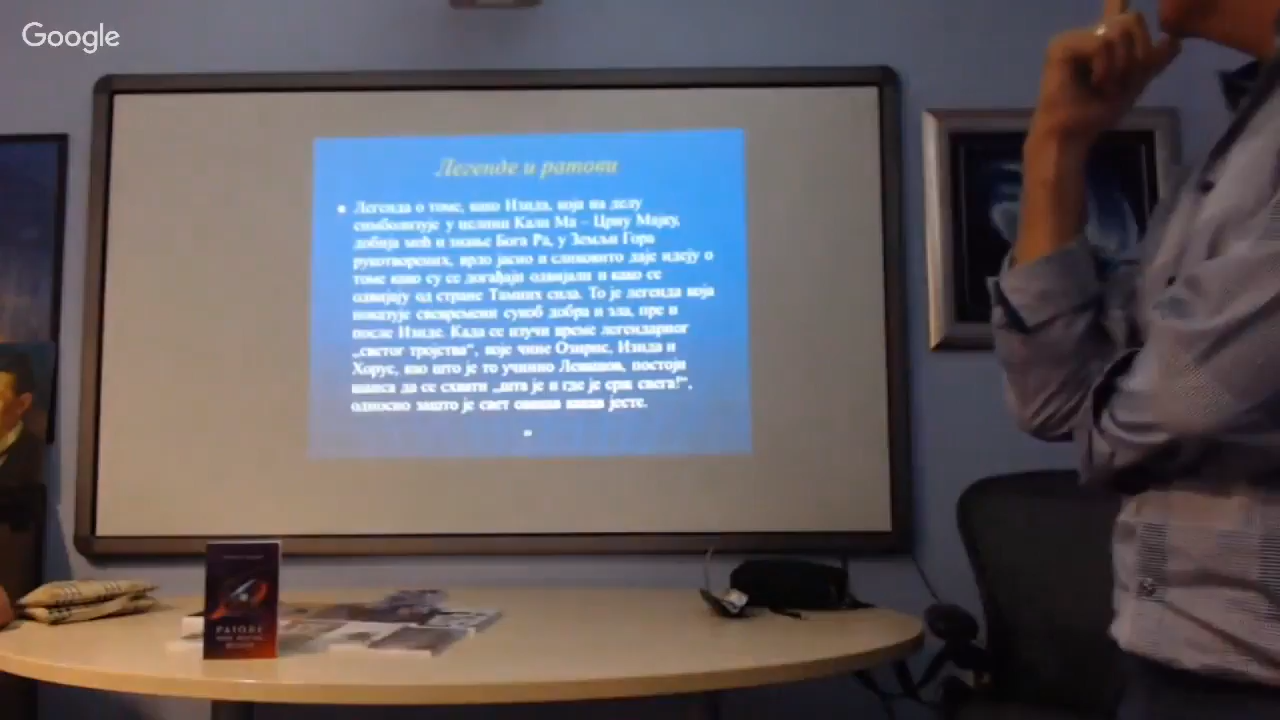 Google
Легенде и ратови
Легенда о томе, како Изида, која на делу
симболизује у целини Кали Ма – Црну Мајку,
добија моћ и знање Бога Ра, у Земљи Гора
рукотворених, врло јасно и сликовито даје идеју о
томе како су се догађаји одвијали и како се
одвијају од стране Тамних сила. То је легенда која
показује свевремени сукоб добра и зла, пре и
после Изиде. Када се изучи време легендарног
„светог тројства“, које чине Озирис, Изида и
Хорус, као што је то учинио Левашов, постоји
шанса да се схвати „шта је и где је срж свега!“,
односно зашто је свет онакав какав јесте.